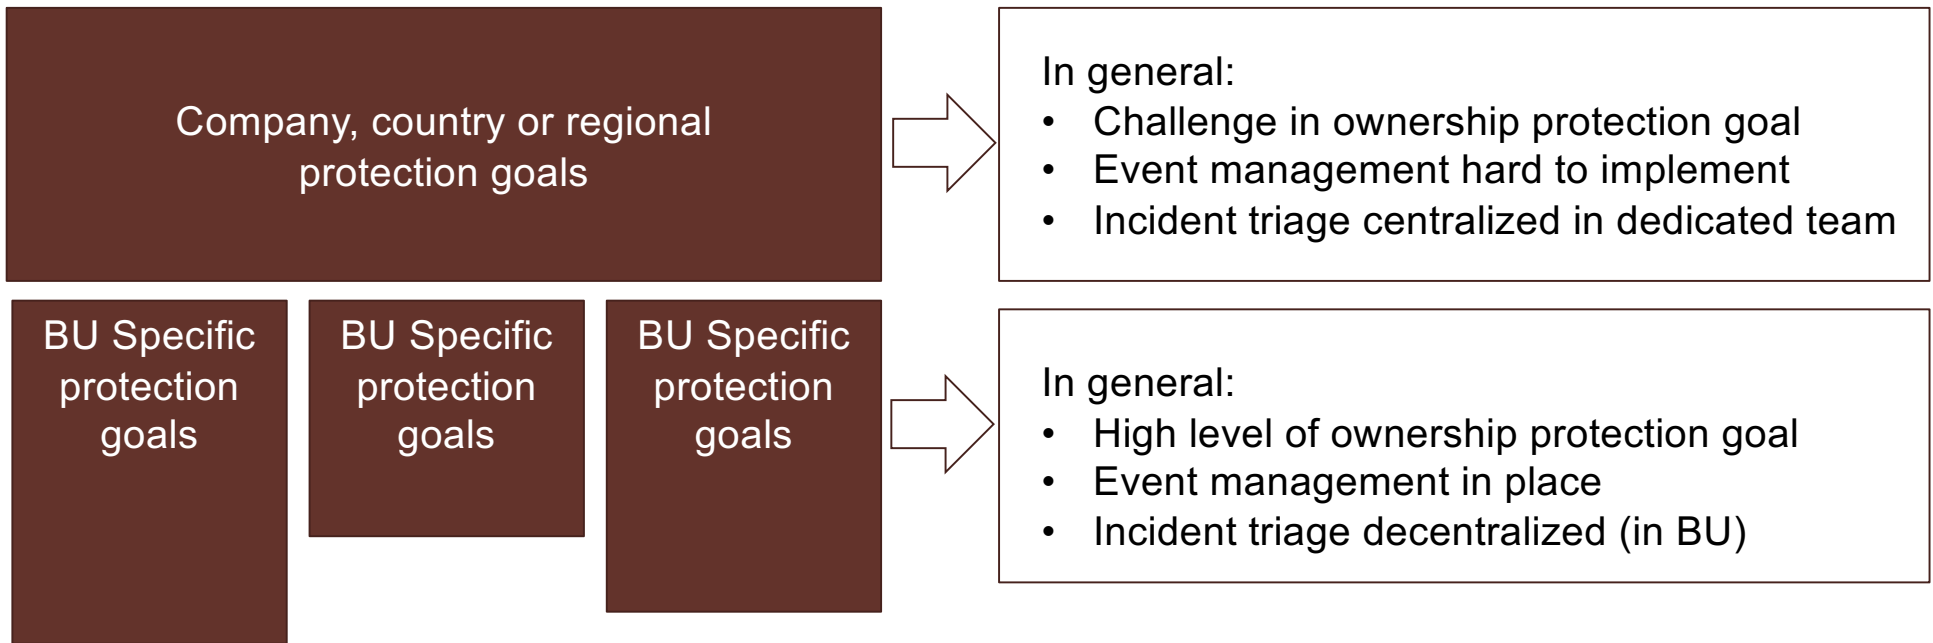 Company, country or regional
protection goals
In general:
• Challenge in ownership protection goal
• Event management hard to implement
• Incident triage centralized in dedicated team
BU Specific
protection
goals
BU Specific
protection
goals
BU Specific
protection
goals
In general:
• High level of ownership protection goal
• Event management in place
• Incident triage decentralized (in BU)